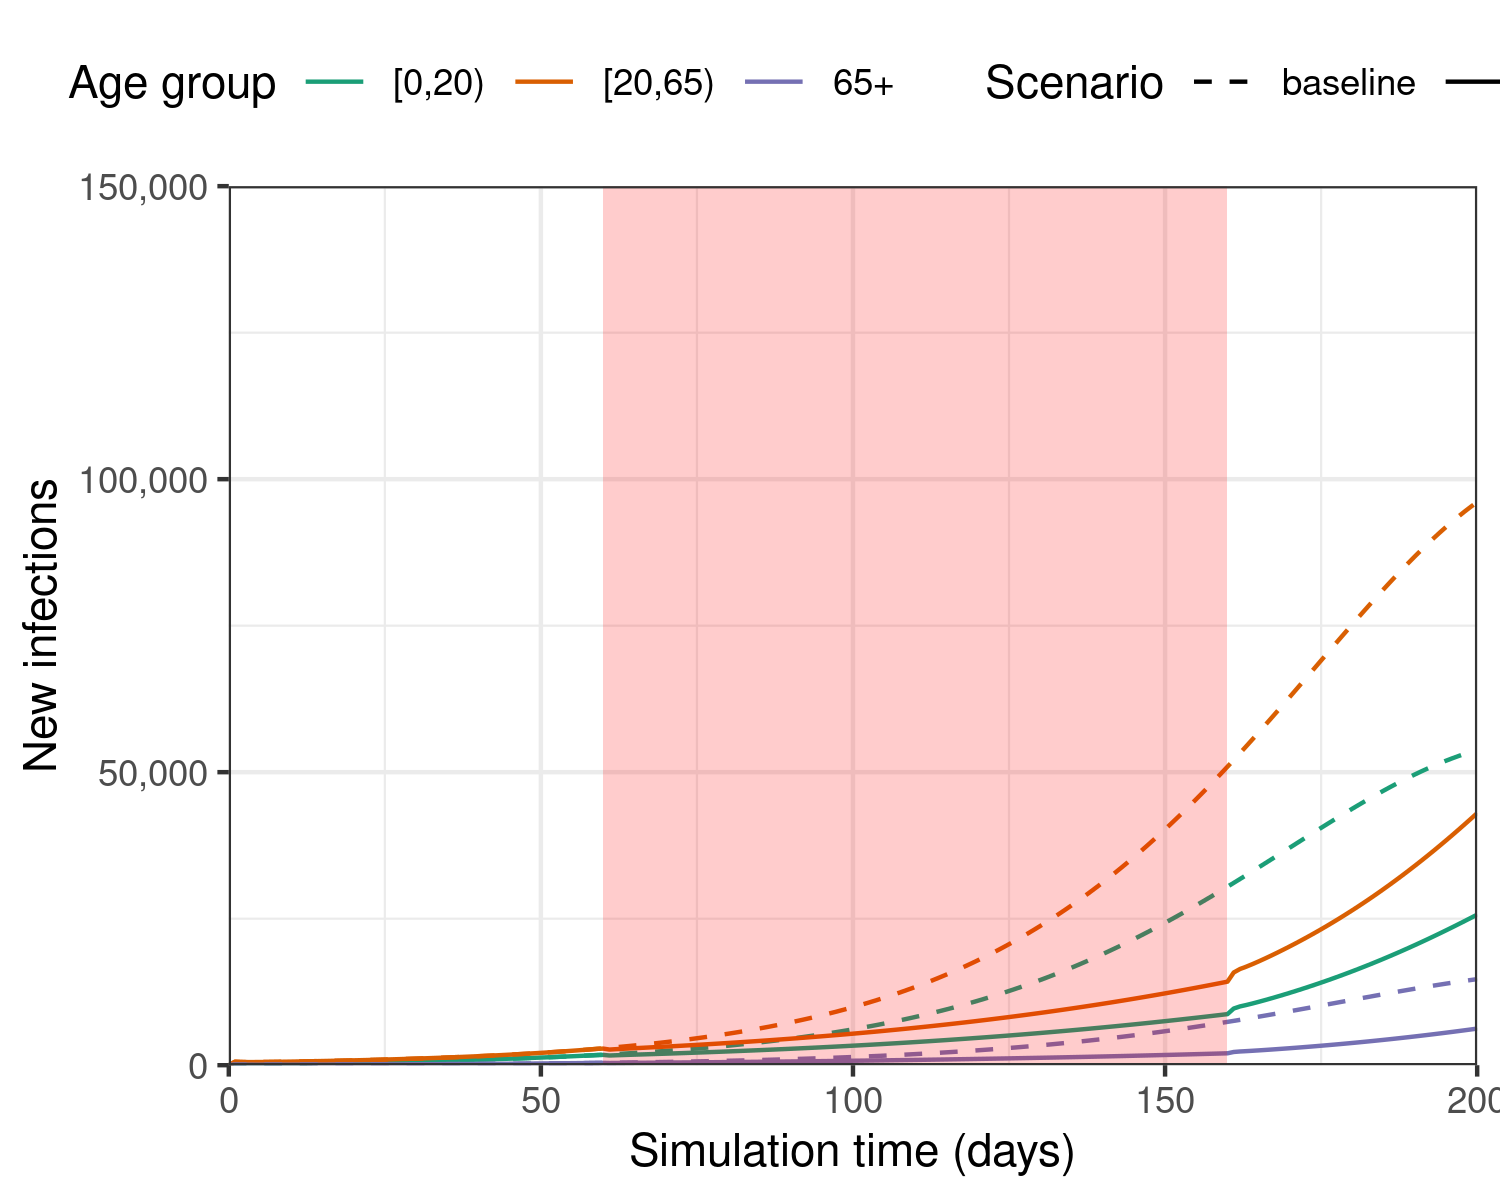 Age group [0,20) [20,65) 65+ Scenario baseline
150,000
100,000
50,000
0
New infections
0 50 100 150 200
Simulation time (days)